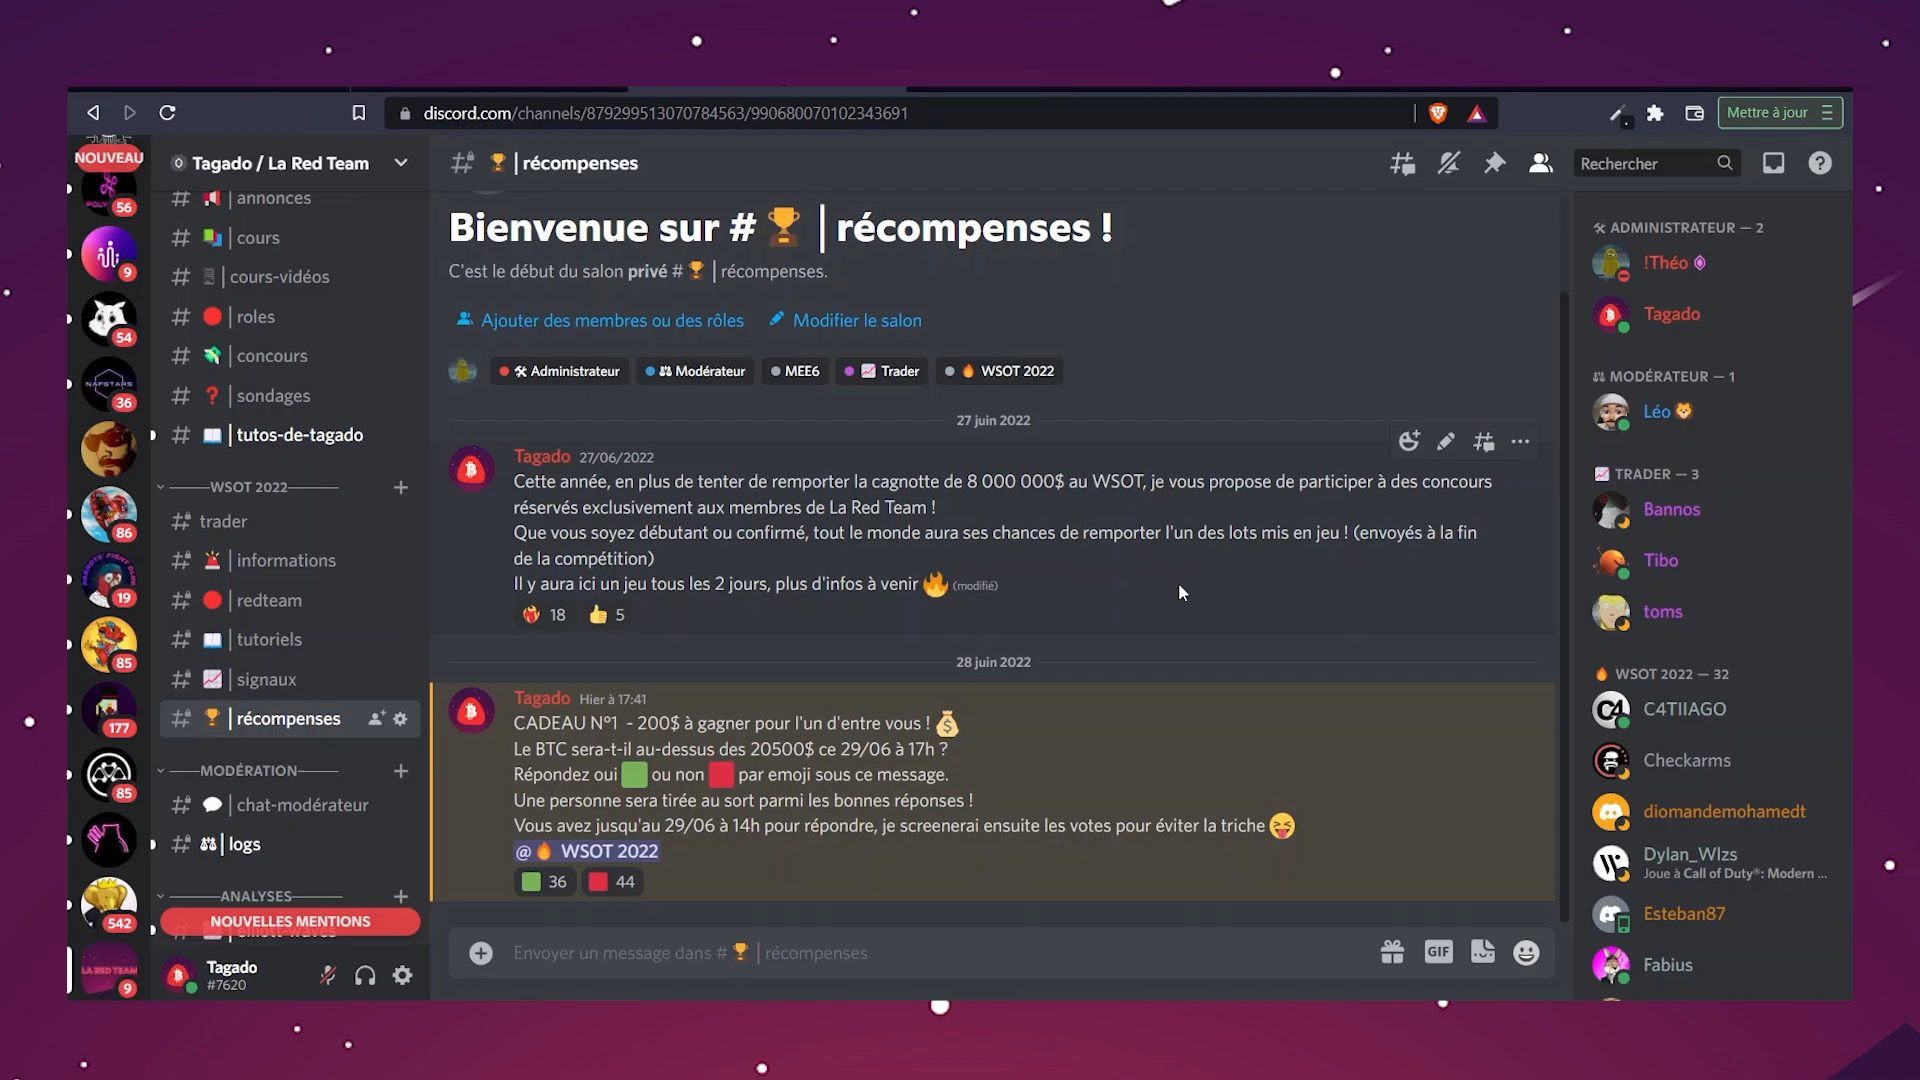 discord.com/channels/879299513070784563/990680070102343691
Mettre à jour
NOUVEAU
56
9
54
NAFSTARS
36
86
19
85
177
85
542
LA RED TEAM
9
Tagado / La Red Team
annonces
cours
cours-vidéos
roles
concours
sondages
tutos-de-tagado
WSOT 2022
trader
informations
redteam
tutoriels
signaux
récompenses
MODÉRATION
chat-modérateur
logs
ANALYSES
NOUVELLES MENTIONS
Tagado
#7620
# 🏆 | récompenses
Rechercher
Bienvenue sur # 🏆 | récompenses !
C'est le début du salon privé # 🏆 | récompenses.
Ajouter des membres ou des rôles
Modifier le salon
🛠 Administrateur
⚖ Modérateur
MEE6
📈 Trader
🔥 WSOT 2022
27 juin 2022
Tagado 27/06/2022
Cette année, en plus de tenter de remporter la cagnotte de 8 000 000$ au WSOT, je vous propose de participer à des concours
réservés exclusivement aux membres de La Red Team !
Que vous soyez débutant ou confirmé, tout le monde aura ses chances de remporter l'un des lots mis en jeu ! (envoyés à la fin
de la compétition)
Il y aura ici un jeu tous les 2 jours, plus d'infos à venir 🔥 (modifié)
❤️‍🔥 18 👍 5
28 juin 2022
Tagado Hier à 17:41
CADEAU N°1 - 200$ à gagner pour l'un d'entre vous ! 💰
Le BTC sera-t-il au-dessus des 20500$ ce 29/06 à 17h ?
Répondez oui 🟩 ou non 🟥 par emoji sous ce message.
Une personne sera tirée au sort parmi les bonnes réponses !
Vous avez jusqu'au 29/06 à 14h pour répondre, je screenerai ensuite les votes pour éviter la triche 😝
@🔥 WSOT 2022
🟩 36 🟥 44
Envoyer un message dans # 🏆 | récompenses
GIF
🛠 ADMINISTRATEUR — 2
!Théo
Tagado
⚖ MODÉRATEUR — 1
Léo🦁
📈 TRADER — 3
Bannos
Tibo
toms
🔥 WSOT 2022 — 32
C4TIIAGO
Checkarms
diomandemohamedt
Dylan_Wlzs
Joue à Call of Duty®: Modern ...
Esteban87
Fabius